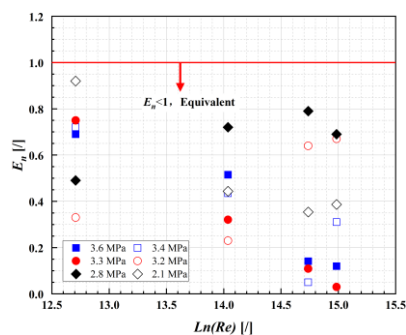 1.2
1.0
0.8
0.6
0.4
0.2
0.0
Eₙ [/]
Eₙ<1, Equivalent
3.6 MPa 3.4 MPa
3.3 MPa 3.2 MPa
2.8 MPa 2.1 MPa
12.5 13.0 13.5 14.0 14.5 15.0 15.5
Ln(Re) [/]